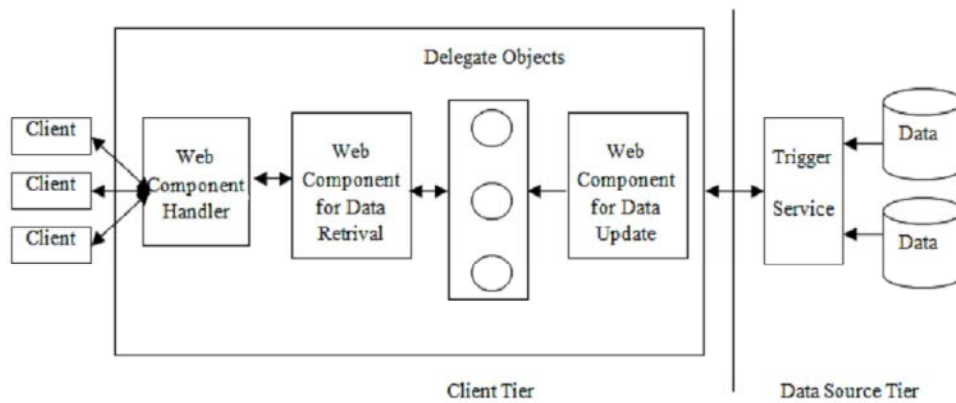 Delegate Objects
Client
Client
Client
Web
Component
Handler
Web
Component
for Data
Retrival
Web
Component
for Data
Update
Trigger
Service
Data
Data
Client Tier
Data Source Tier